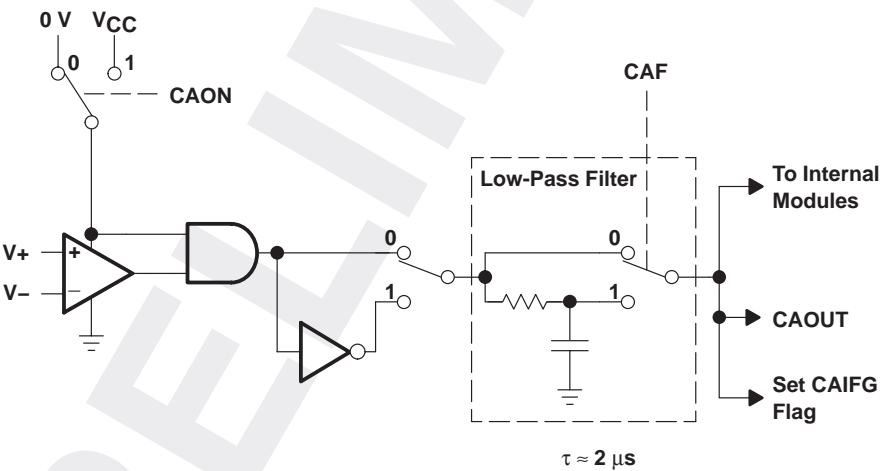 0 V VCC
0 1
CAON
CAF
Low-Pass Filter
To Internal
Modules
V+
+
V−
−
0
1
0
1
CAOUT
Set CAIFG
Flag
τ ≈ 2 μs